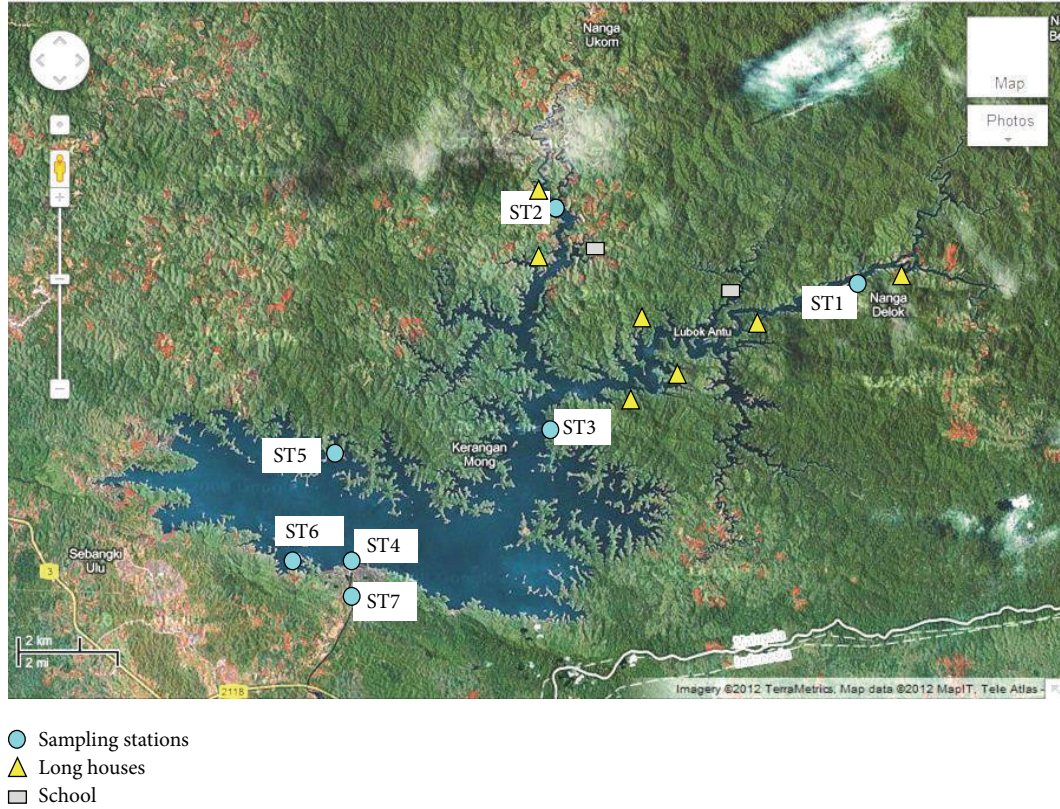 Nanga
Ukom
N
Be
Map
Photos
ST2
ST1
Nanga
Delok
Lubok Antu
ST3
Kerangan
Mong
ST5
ST6
ST4
Sebangki
Ulu
3
ST7
2 km
2 mi
2118
Imagery ©2012 TerraMetrics, Map data ©2012 MapIT, Tele Atlas -
Sampling stations
Long houses
School